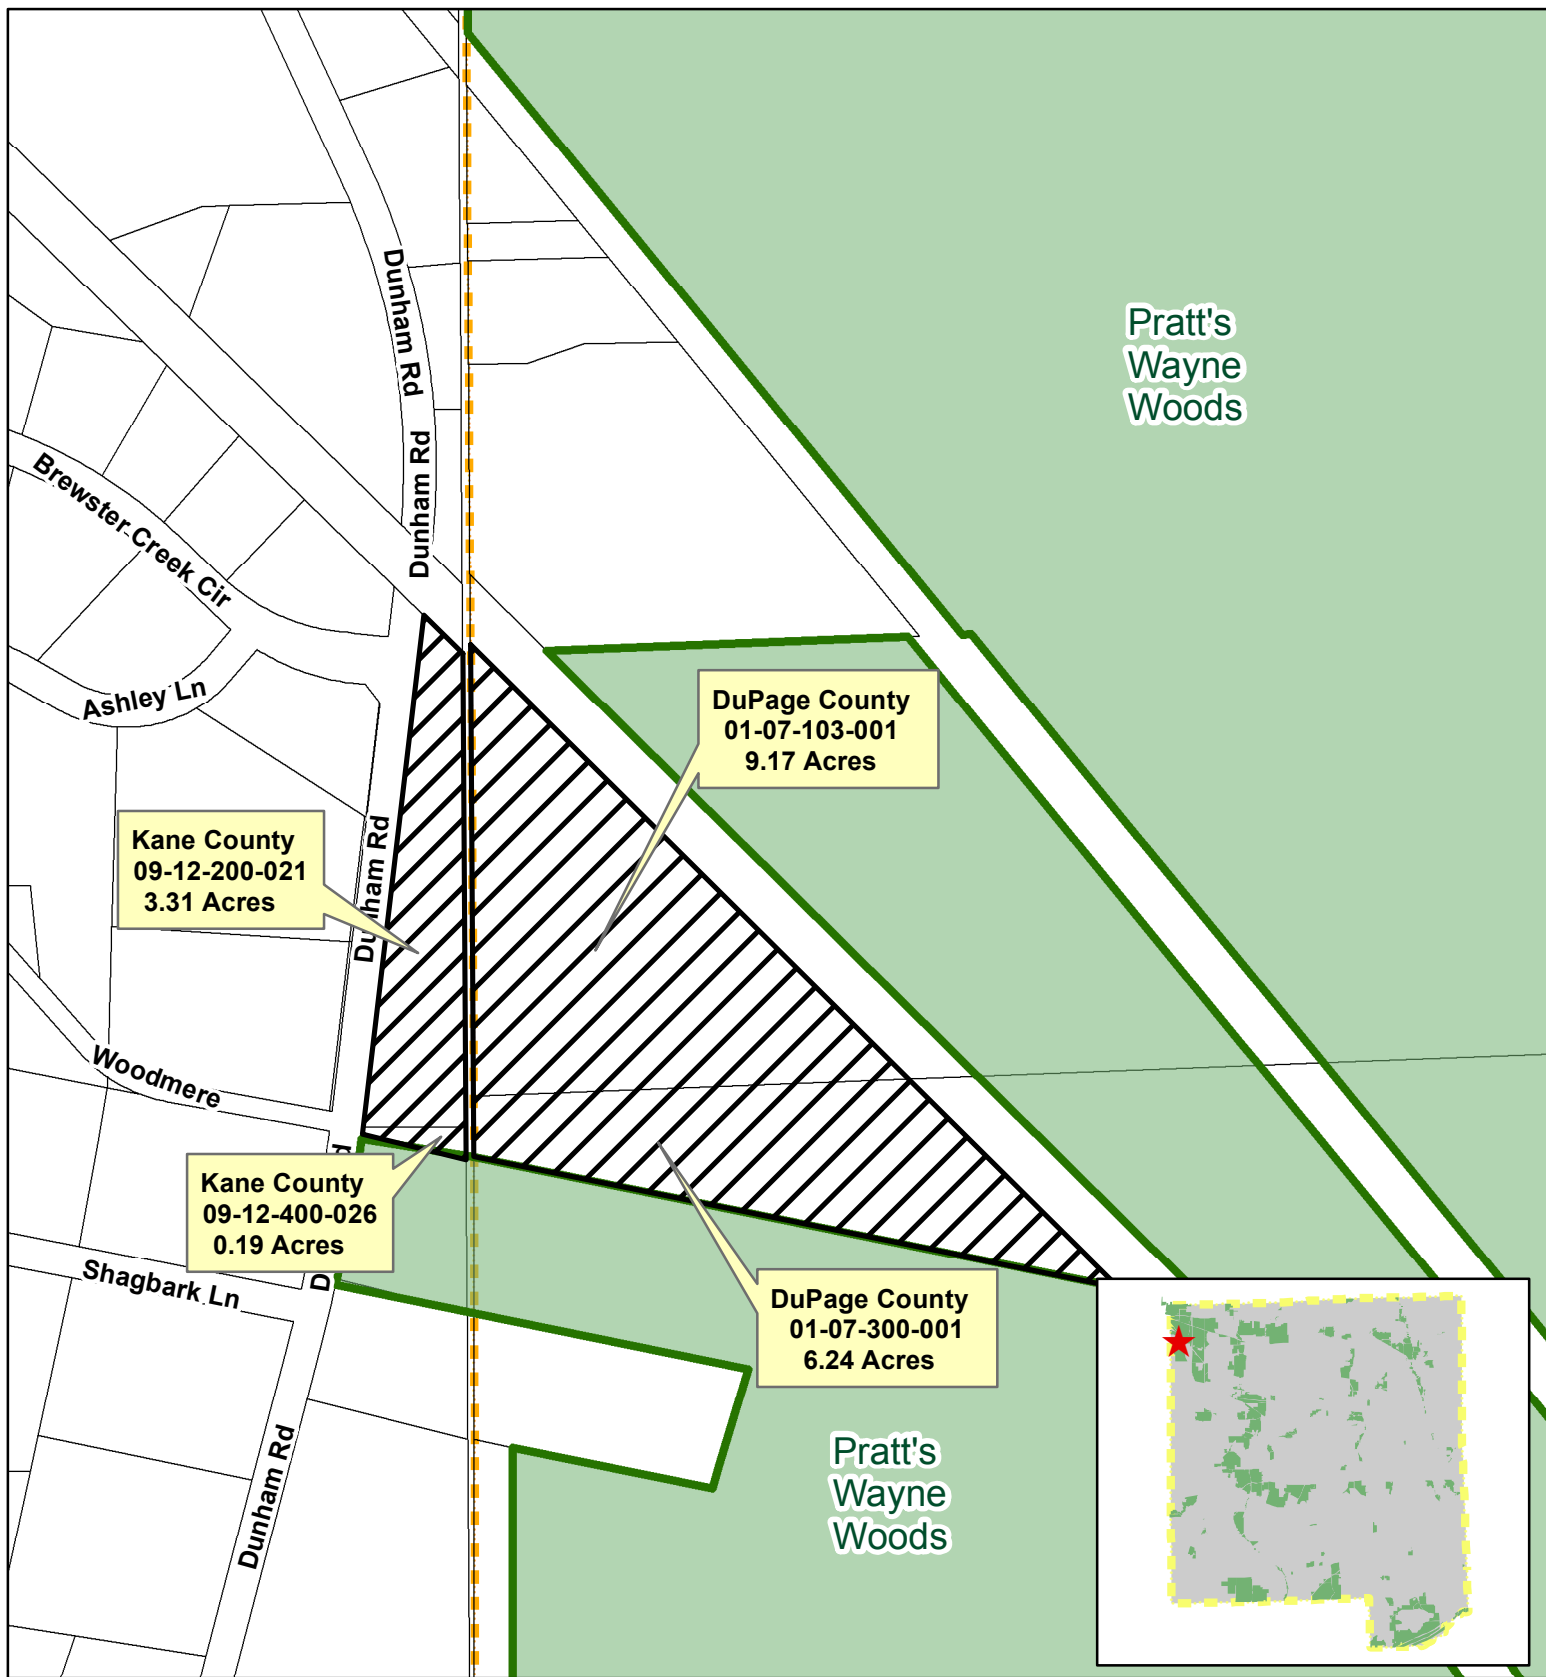 Pratt's
Wayne
Woods
Dunham Rd
Dunham Rd
Brewster Creek Cir
Ashley Ln
DuPage County
01-07-103-001
9.17 Acres
Kane County
09-12-200-021
3.31 Acres
Dunham Rd
Woodmere
Kane County
09-12-400-026
0.19 Acres
Shagbark Ln
DuPage County
01-07-300-001
6.24 Acres
Dunham Rd
Pratt's
Wayne
Woods